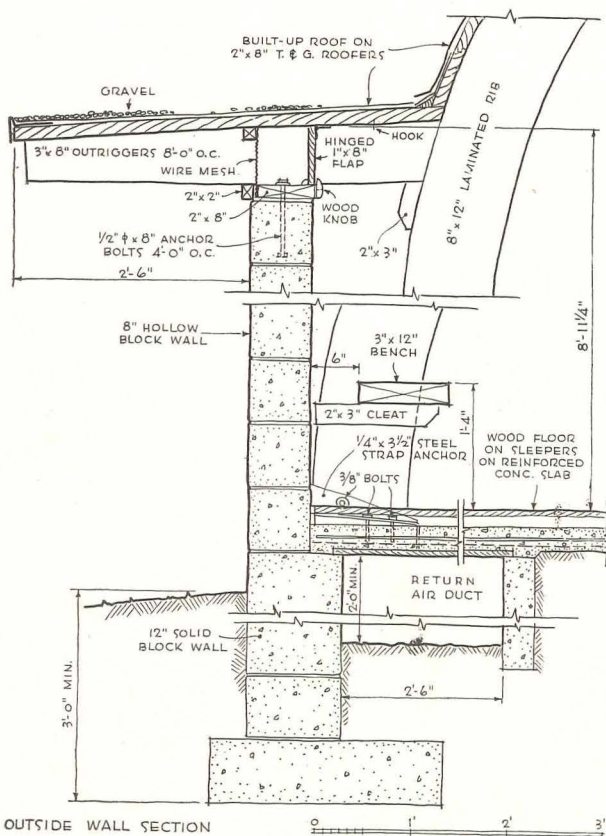 BUILT-UP ROOF ON
2" x 8" T. & G. ROOFERS
GRAVEL
HOOK
3" x 8" OUTRIGGERS 8'-0" O.C.
WIRE MESH
HINGED
1" x 8"
FLAP
8" x 12" LAMINATED RIB
2" x 2"
2" x 8"
WOOD
KNOB
1/2" ϕ x 8" ANCHOR
BOLTS 4'-0" O.C.
2" x 3"
2'-6"
8'-11 1/4"
8" HOLLOW
BLOCK WALL
3" x 12"
BENCH
6"
2" x 3" CLEAT
1'-4"
1/4" x 3 1/2" STEEL
STRAP ANCHOR
3/8" BOLTS
WOOD FLOOR
ON SLEEPERS
ON REINFORCED
CONC. SLAB
2'-0" MIN.
RETURN
AIR DUCT
12" SOLID
BLOCK WALL
3'-0" MIN.
2'-6"
OUTSIDE WALL SECTION
0 1' 2' 3'